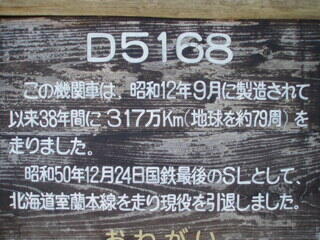 D5168
この機関車は、昭和12年9月に製造されて
以来38年間に317万Km(地球を約79周)を
走りました。
昭和50年12月24日国鉄最後のSLとして、
北海道室蘭本線を走り現役を引退しました。
おねがい